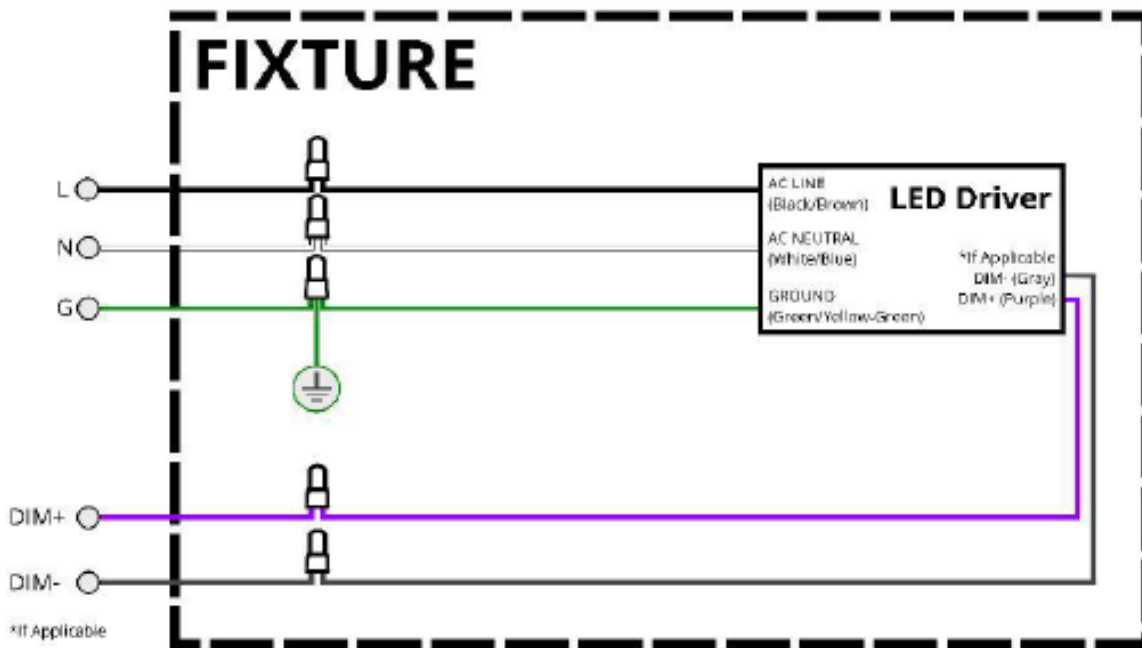 FIXTURE
L
AC LINE
(Black/Brown)
LED Driver
N
AC NEUTRAL
(White/Blue)
*If Applicable
DIM- (Gray)
DIM+ (Purple)
G
GROUND
(Green/Yellow-Green)
DIM+
DIM-
*If Applicable